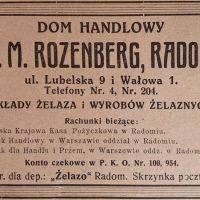 DOM HANDLOWY
. M. ROZENBERG, RADO
ul. Lubelska 9 i Wałowa 1.
Telefony Nr. 4, Nr. 204.
KŁADY ŻELAZA i WYROBÓW ŻELAZNYC
Rachunki bieżące:
ska Krajowa Kasa Pożyczkowa w Radomiu.
k Handlowy w Warszawie oddział w Radomiu.
k dla Handlu i Przem. w Warszawie oddz. w Radomi
Konto czekowe w P. K. O. Nr. 100, 954.
r. dla dep.: „Żelazo" Radom. Skrzynka poczt